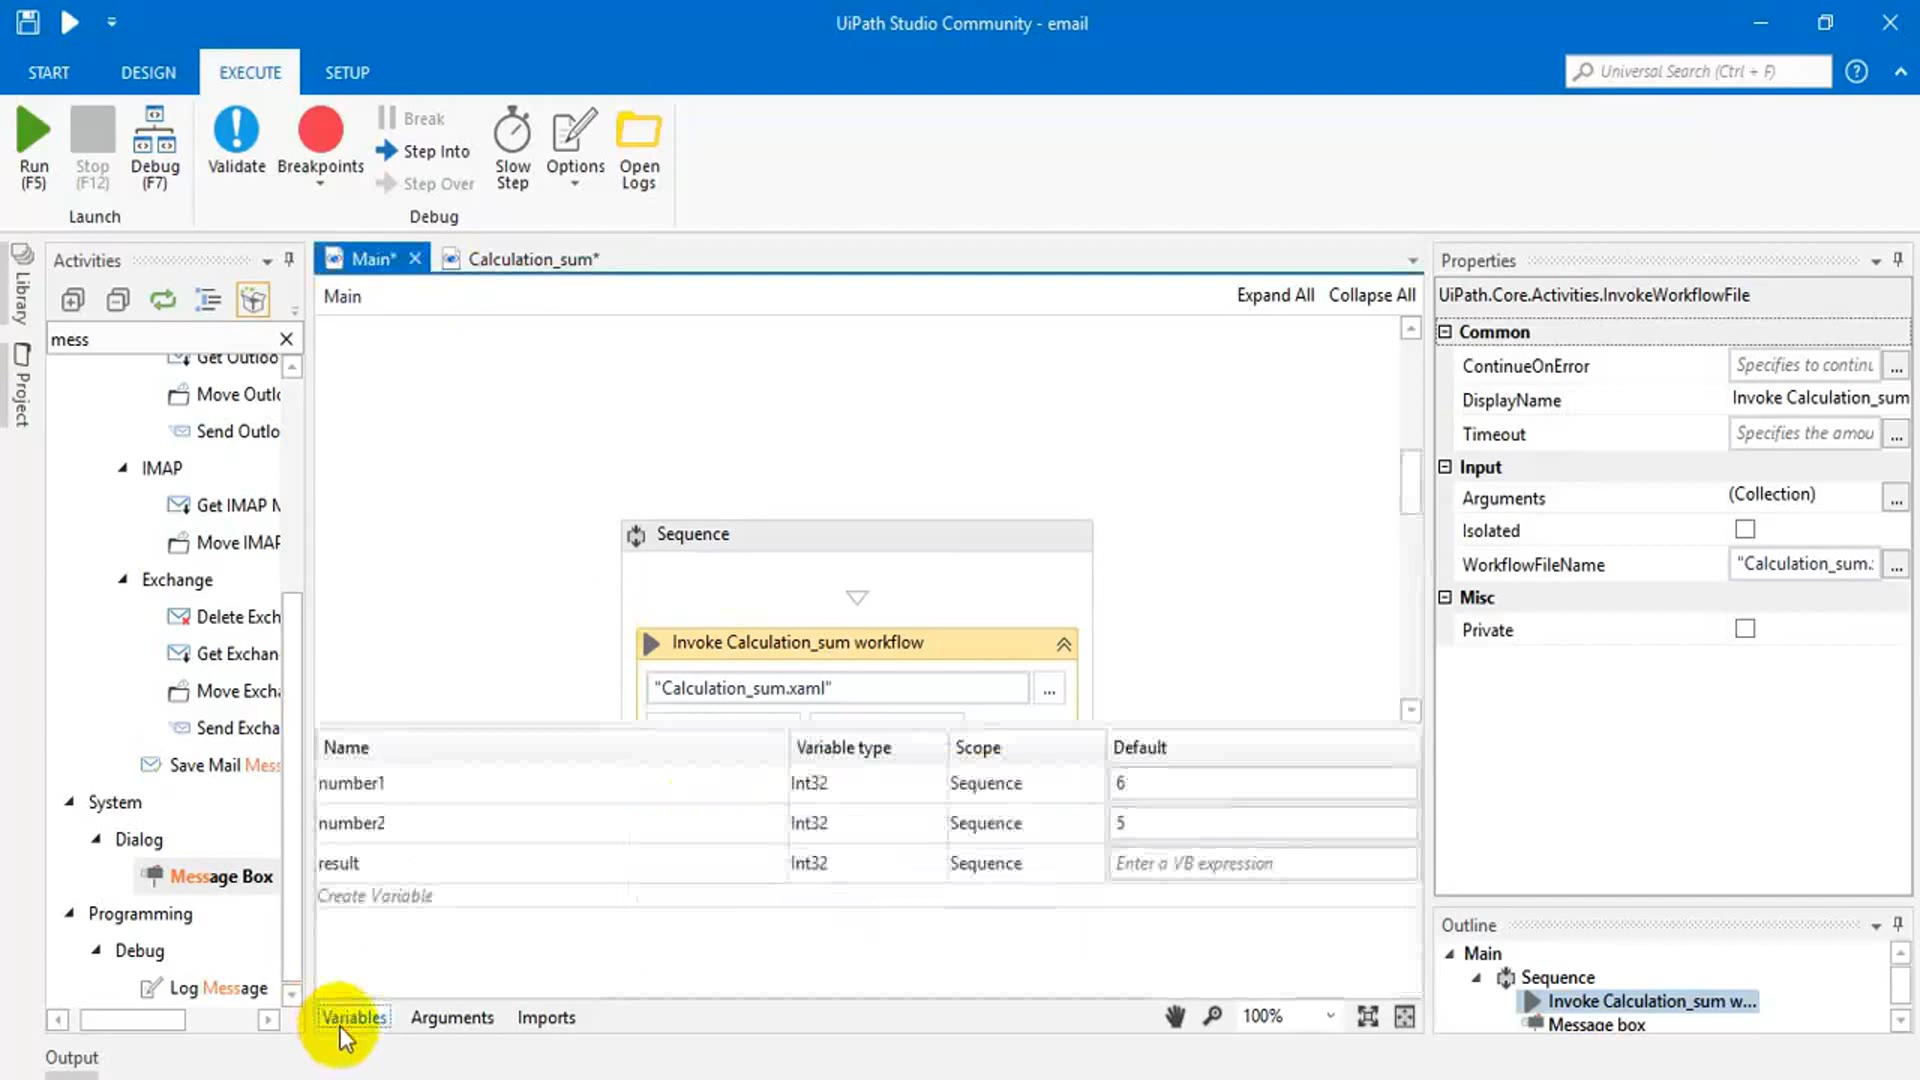 UiPath Studio Community - email
START DESIGN EXECUTE SETUP
Universal Search (Ctrl + F)
Run (F5)
Stop (F12)
Debug (F7)
Launch
Validate
Breakpoints
Break
Step Into
Step Over
Slow Step
Options
Open Logs
Debug
Library
Project
Activities
mess
Get Outloo
Move Outlo
Send Outlo
IMAP
Get IMAP M
Move IMAP
Exchange
Delete Exch
Get Exchan
Move Excha
Send Excha
Save Mail Mess
System
Dialog
Message Box
Programming
Debug
Log Message
Output
Main* Calculation_sum*
Main Expand All Collapse All
Sequence
Invoke Calculation_sum workflow
"Calculation_sum.xaml"
...
Name Variable type Scope Default
number1 Int32 Sequence 6
number2 Int32 Sequence 5
result Int32 Sequence Enter a VB expression
Create Variable
Variables Arguments Imports 100%
Properties
UiPath.Core.Activities.InvokeWorkflowFile
Common
ContinueOnError Specifies to continu ...
DisplayName Invoke Calculation_sum
Timeout Specifies the amou ...
Input
Arguments (Collection) ...
Isolated
WorkflowFileName "Calculation_sum.: ...
Misc
Private
Outline
Main
Sequence
Invoke Calculation_sum w...
Message box